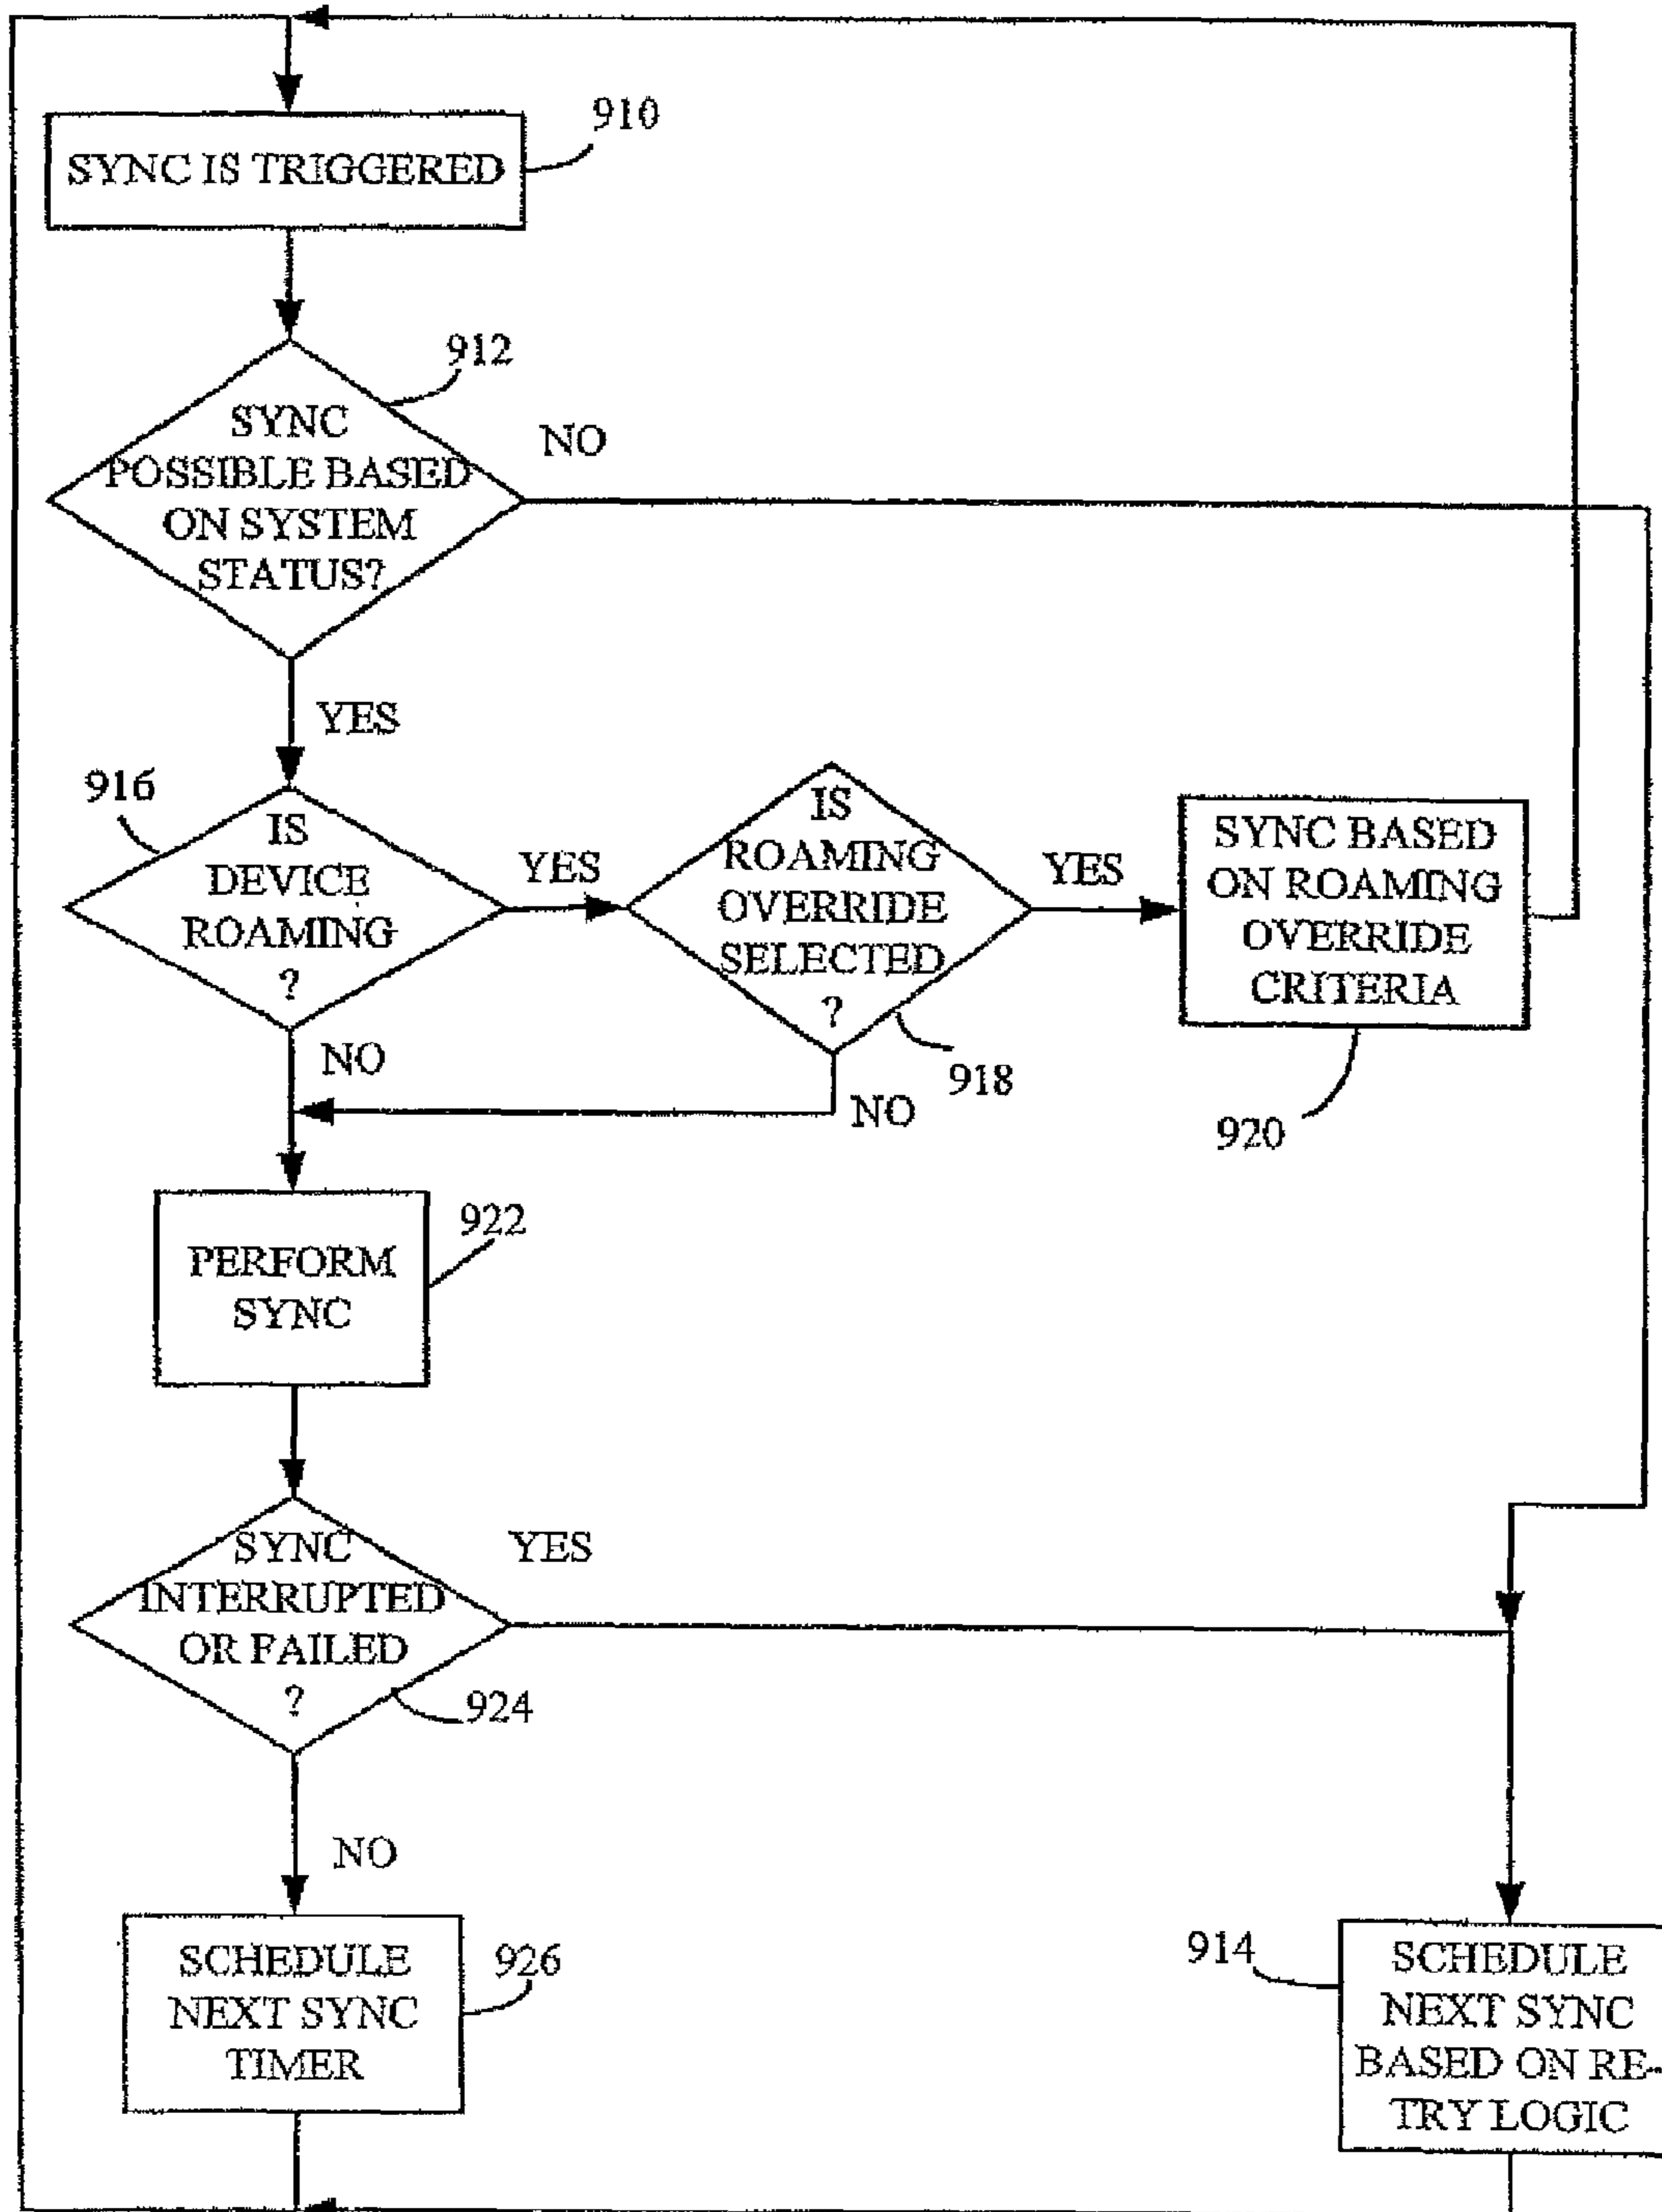 910
SYNC IS TRIGGERED
912
SYNC
POSSIBLE BASED
ON SYSTEM
STATUS?
NO
YES
916
IS
DEVICE
ROAMING
?
YES
IS
ROAMING
OVERRIDE
SELECTED
?
YES
SYNC BASED
ON ROAMING
OVERRIDE
CRITERIA
NO
918
NO
920
922
PERFORM
SYNC
SYNC
INTERRUPTED
OR FAILED
?
YES
924
NO
SCHEDULE
NEXT SYNC
TIMER
926
914
SCHEDULE
NEXT SYNC
BASED ON RE-
TRY LOGIC